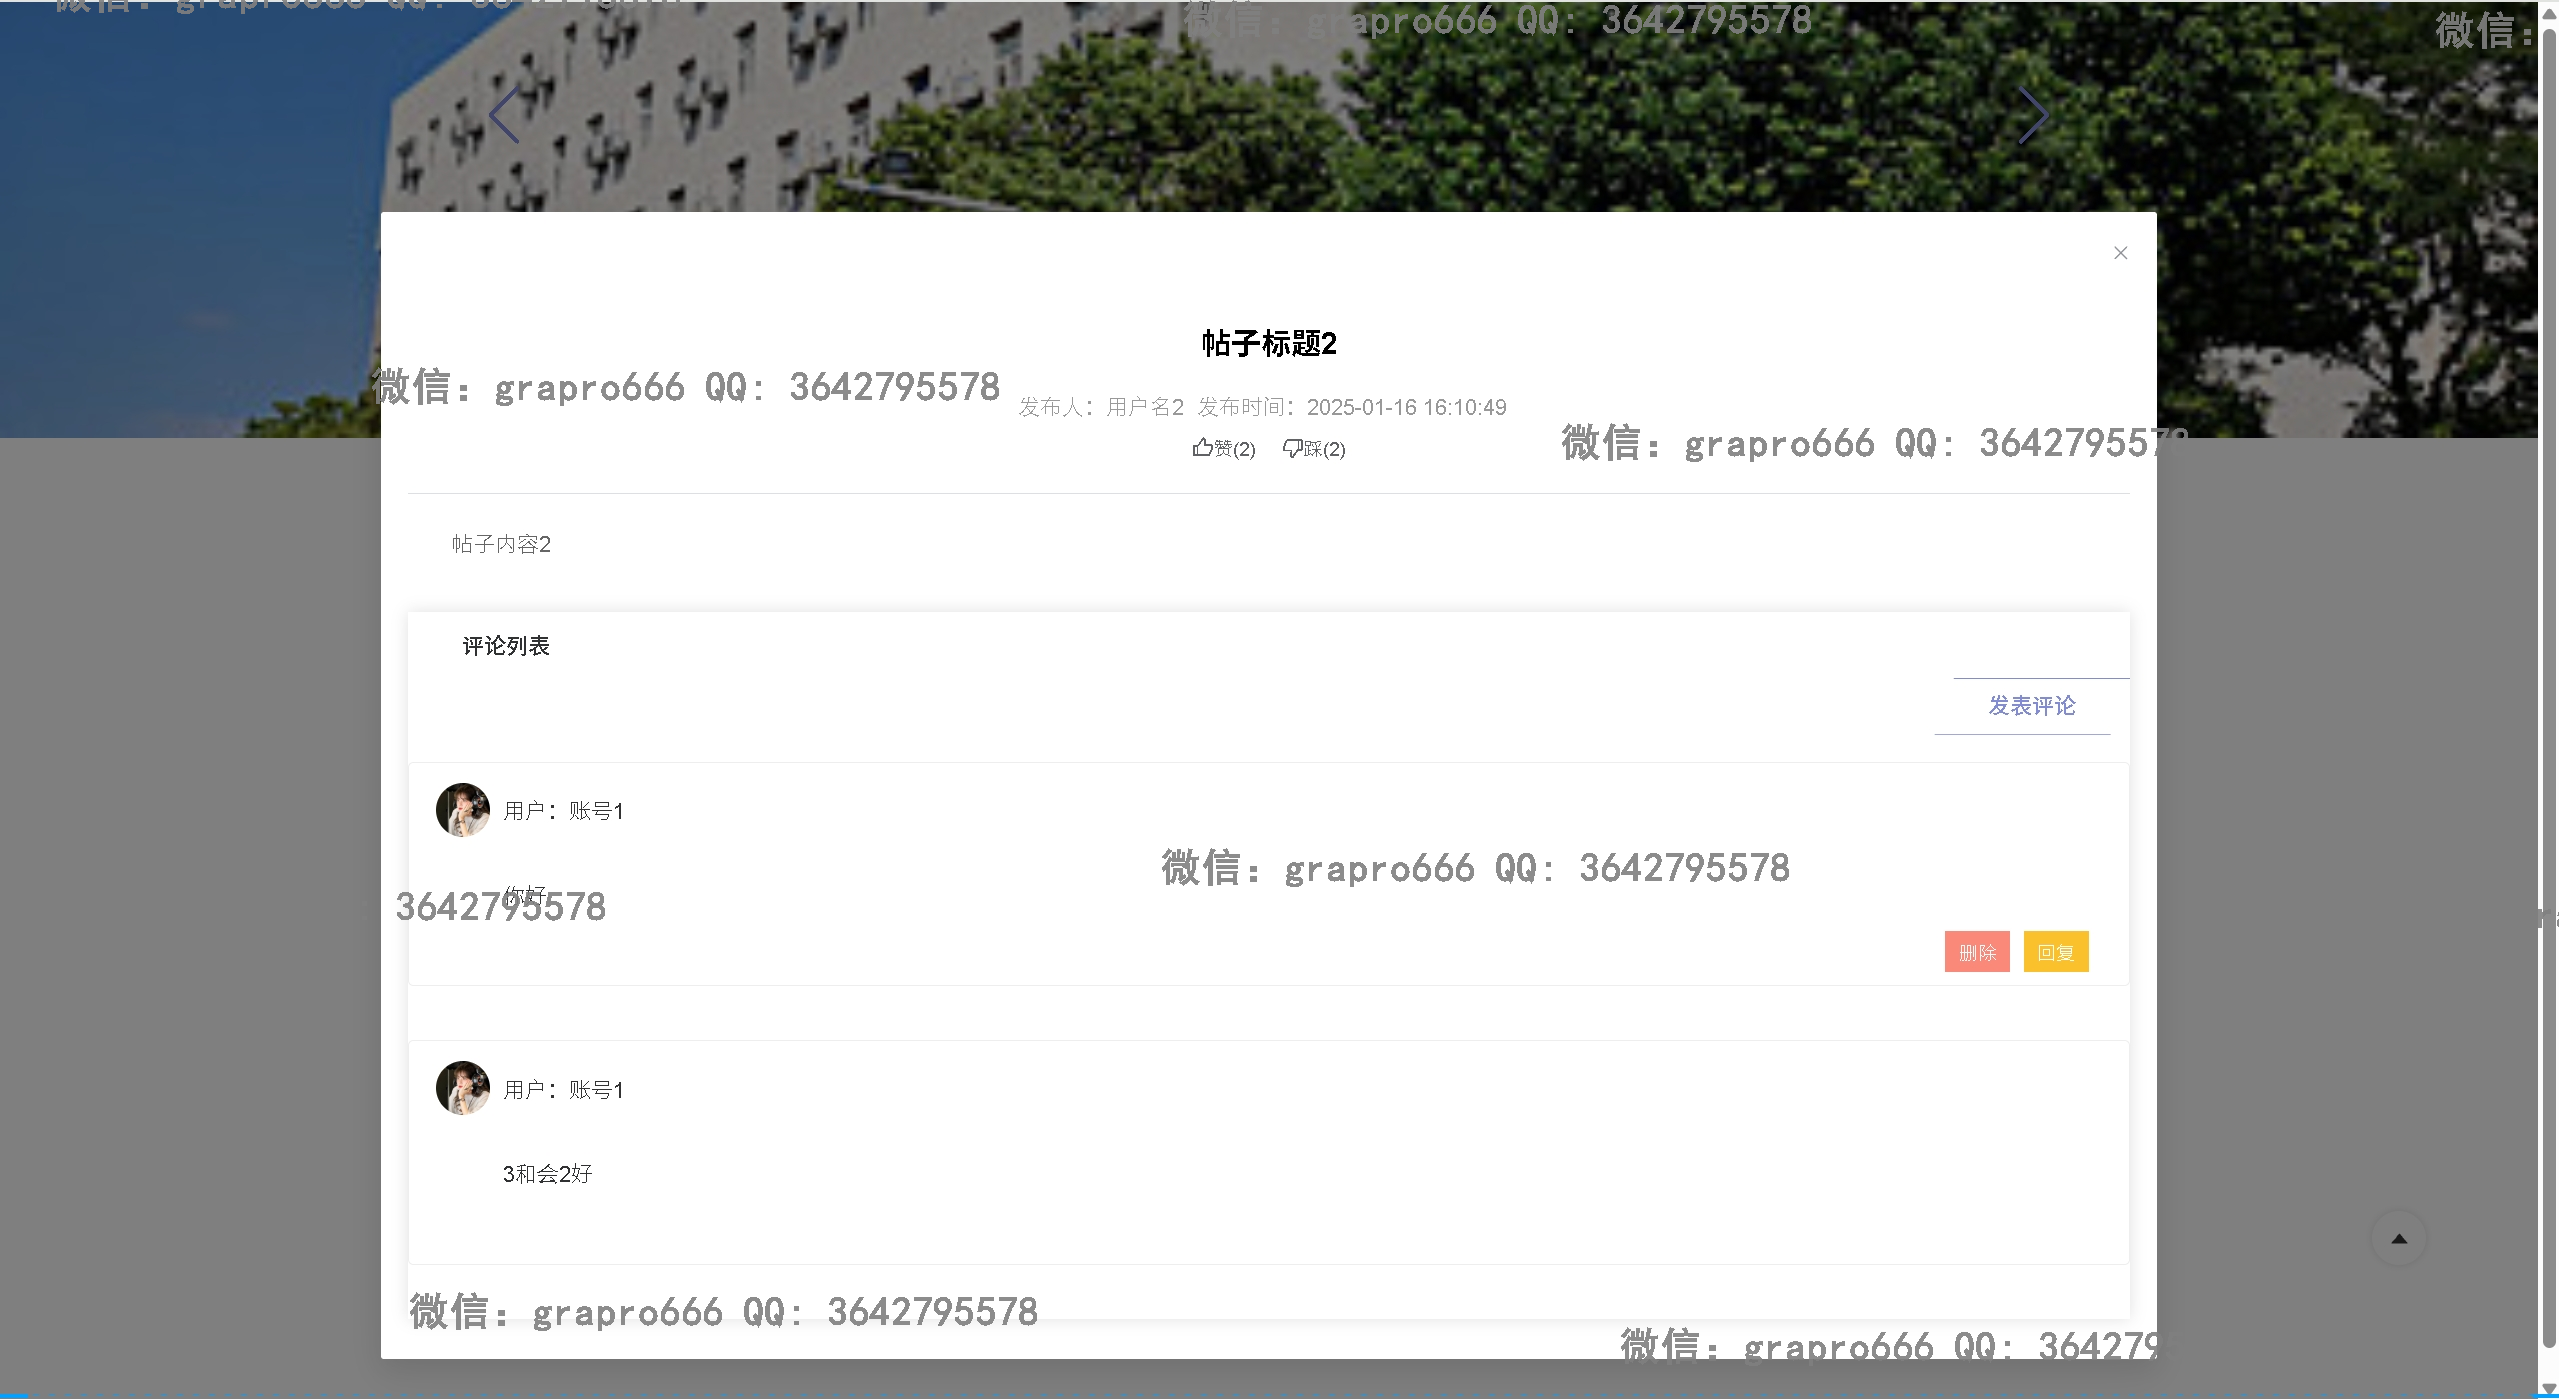 微信: grapro666 QQ: 3642795578
微信:
帖子标题2
微信: grapro666 QQ: 3642795578
发布人：用户名2 发布时间：2025-01-16 16:10:49
赞(2) 踩(2)
微信: grapro666 QQ: 3642795578
帖子内容2
评论列表
发表评论
用户：账号1
微信: grapro666 QQ: 3642795578
你好
3642795578
删除 回复
用户：账号1
3和会2好
微信: grapro666 QQ: 3642795578
微信: grapro666 QQ: 364279